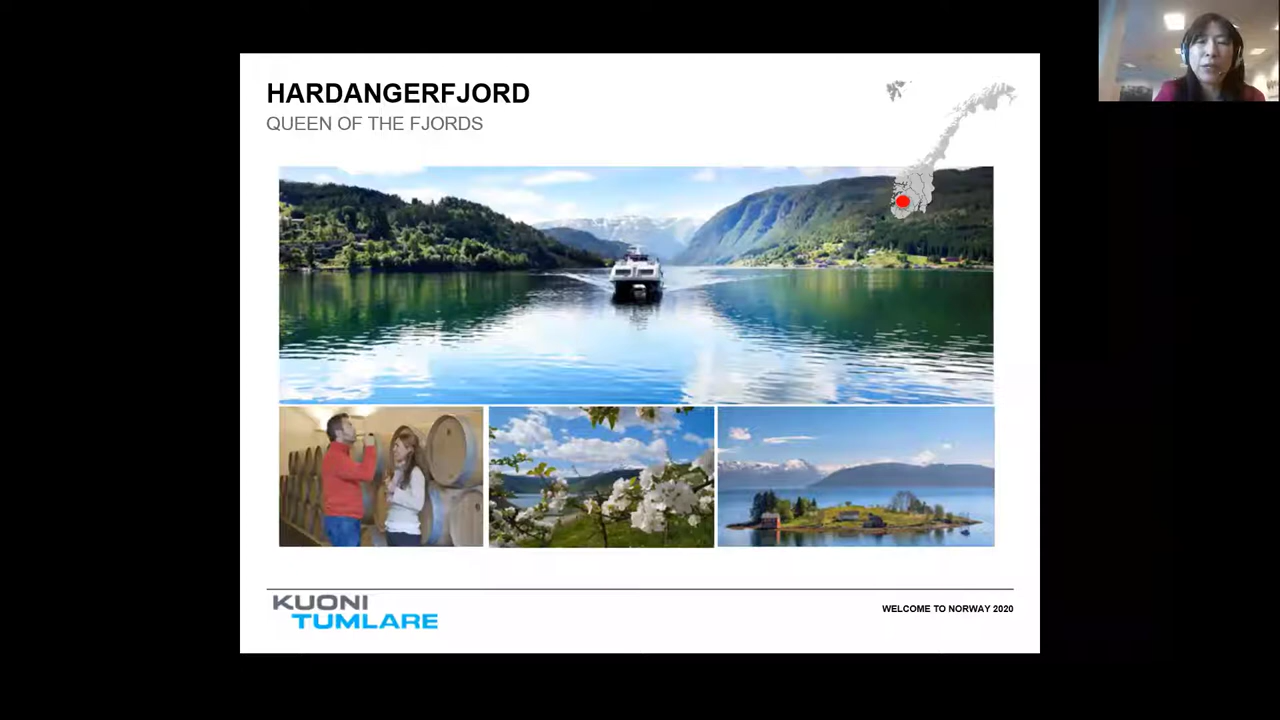 HARDANGERFJORD
QUEEN OF THE FJORDS
KUONI
TUMLARE
WELCOME TO NORWAY 2020